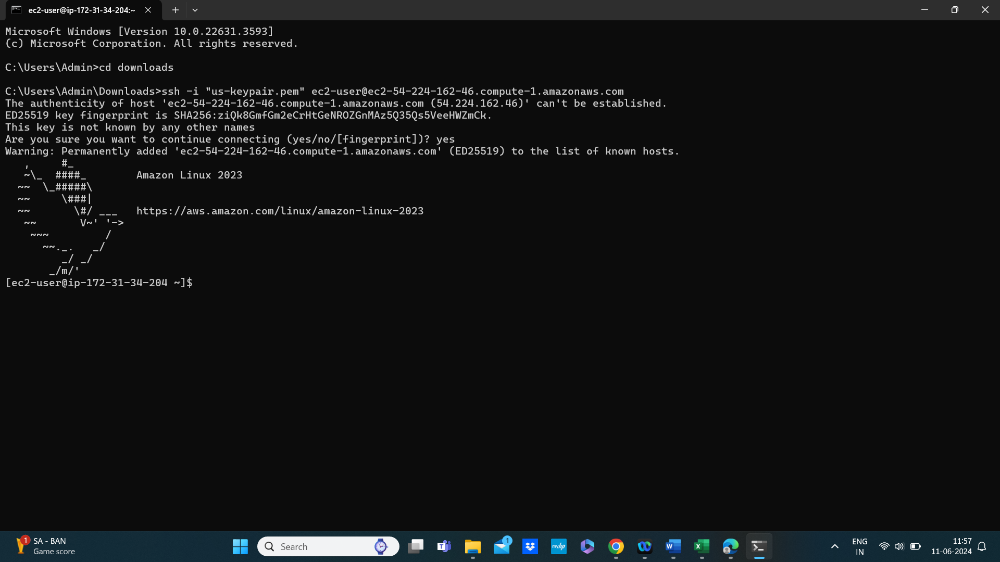 ec2-user@ip-172-31-34-204:~
Microsoft Windows [Version 10.0.22631.3593]
(c) Microsoft Corporation. All rights reserved.
C:\Users\Admin>cd downloads
C:\Users\Admin\Downloads>ssh -i "us-keypair.pem" ec2-user@ec2-54-224-162-46.compute-1.amazonaws.com
The authenticity of host 'ec2-54-224-162-46.compute-1.amazonaws.com (54.224.162.46)' can't be established.
ED25519 key fingerprint is SHA256:ziQk8GmfGm2eCrHtGeNROZGnMAz5Q35Qs5VeeHWZmCk.
This key is not known by any other names
Are you sure you want to continue connecting (yes/no/[fingerprint])? yes
Warning: Permanently added 'ec2-54-224-162-46.compute-1.amazonaws.com' (ED25519) to the list of known hosts.
   ,     #_
   ~\_  ####_        Amazon Linux 2023
  ~~  \_#####\
  ~~     \###|
  ~~       \#/ ___   https://aws.amazon.com/linux/amazon-linux-2023
   ~~       V~' '->
    ~~~         /
      ~~._.   _/
         _/ _/
       _/m/'
[ec2-user@ip-172-31-34-204 ~]$
1
SA - BAN
Game score
Search
T
1
myhp
W
X
ENG
IN
11:57
11-06-2024